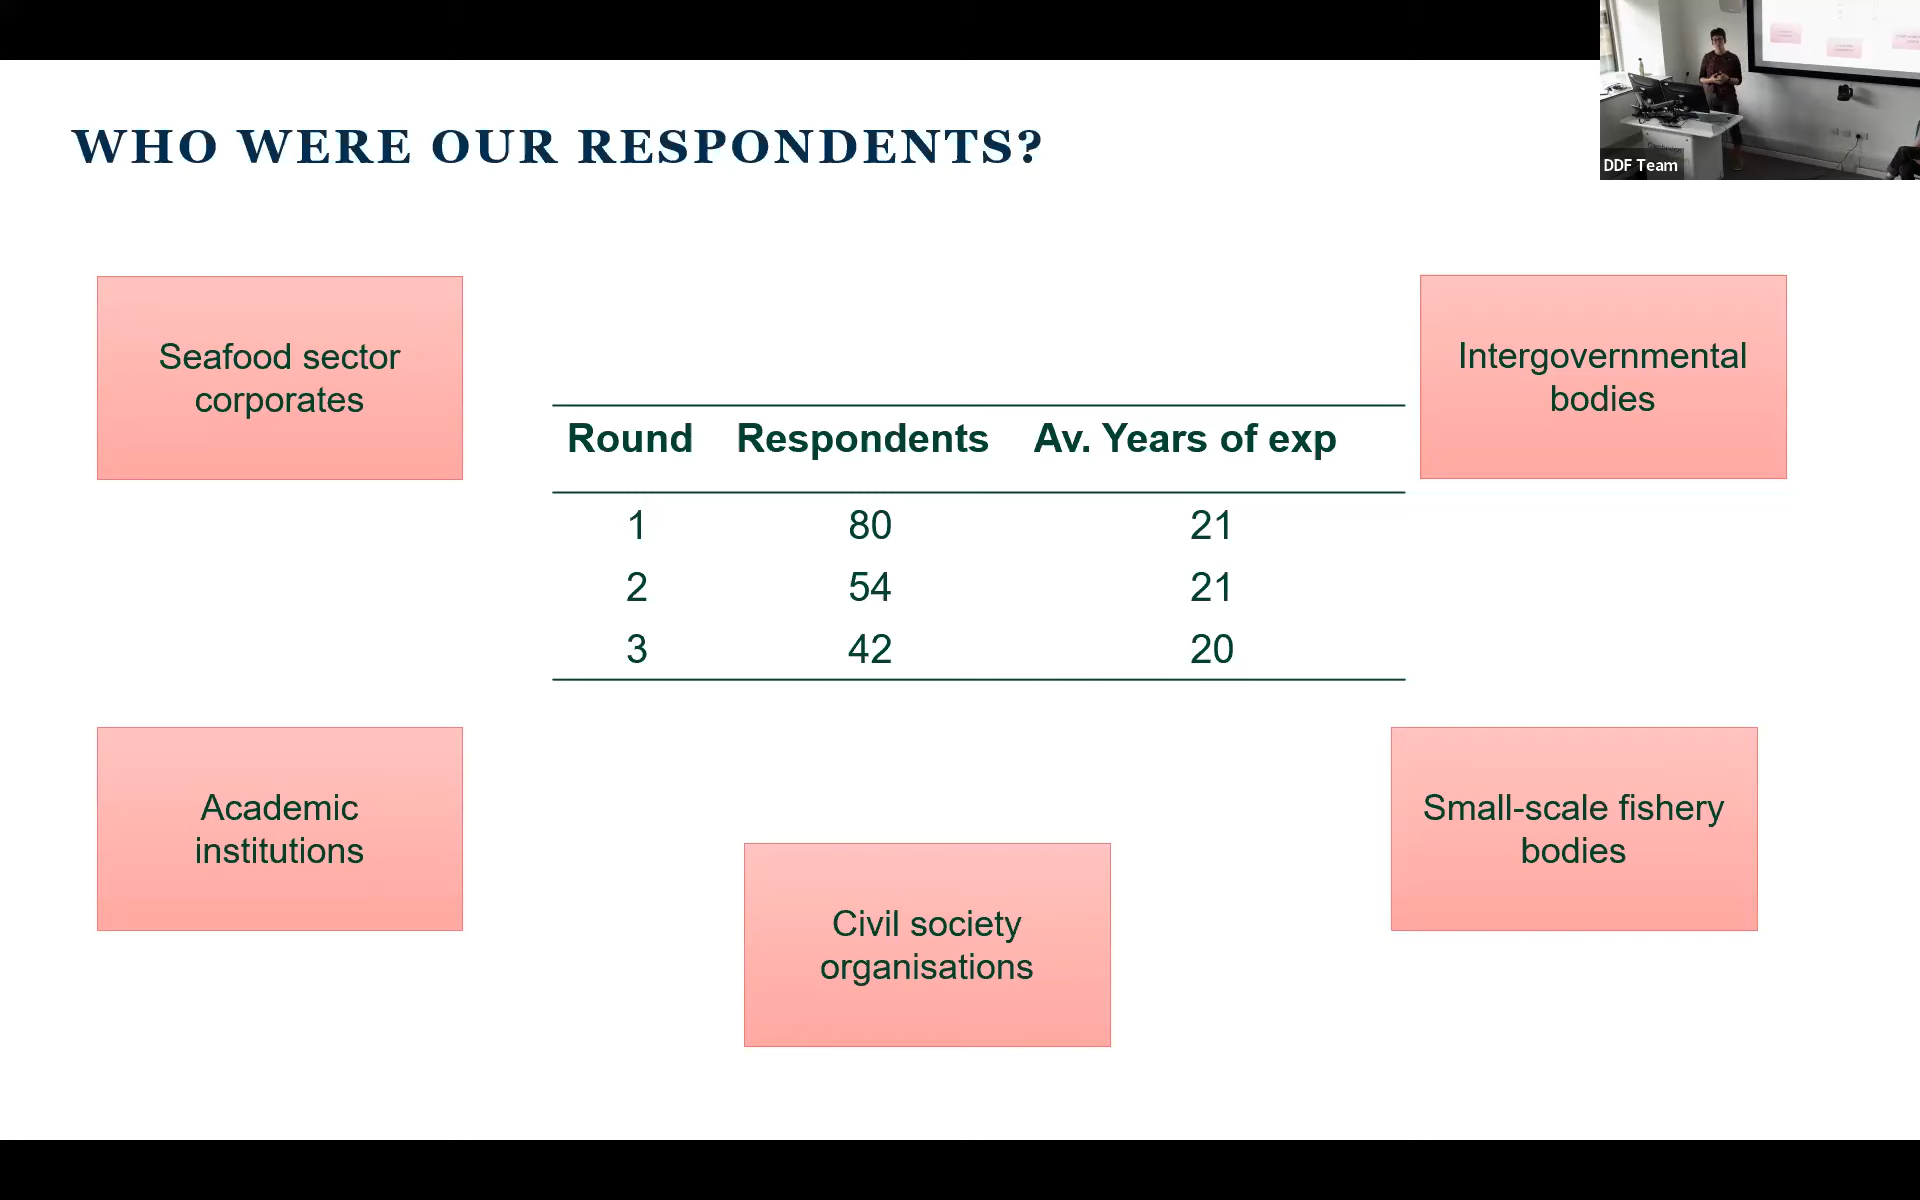 WHO WERE OUR RESPONDENTS?
DDF Team
Seafood sector
corporates
Intergovernmental
bodies
Round Respondents Av. Years of exp
1 80 21
2 54 21
3 42 20
Academic
institutions
Small-scale fishery
bodies
Civil society
organisations